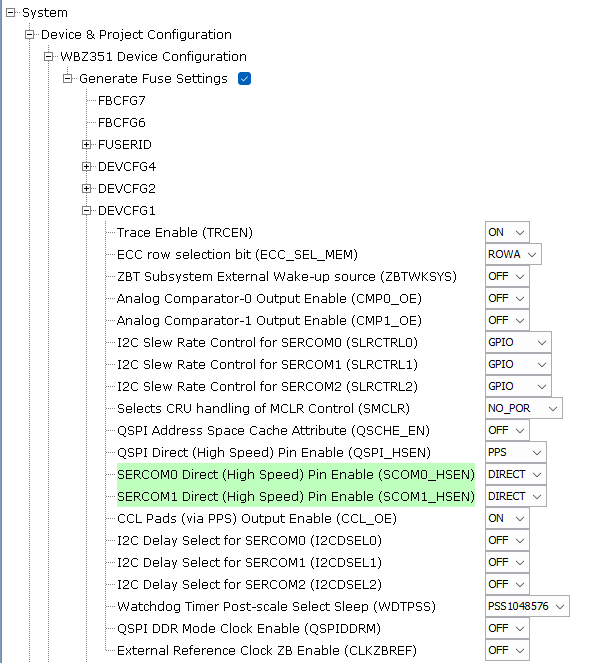 System
Device & Project Configuration
WBZ351 Device Configuration
Generate Fuse Settings
FBCFG7
FBCFG6
FUSERID
DEVCFG4
DEVCFG2
DEVCFG1
Trace Enable (TRCEN) ON
ECC row selection bit (ECC_SEL_MEM) ROWA
ZBT Subsystem External Wake-up source (ZBTWKSYS) OFF
Analog Comparator-0 Output Enable (CMP0_OE) OFF
Analog Comparator-1 Output Enable (CMP1_OE) OFF
I2C Slew Rate Control for SERCOM0 (SLRCTRL0) GPIO
I2C Slew Rate Control for SERCOM1 (SLRCTRL1) GPIO
I2C Slew Rate Control for SERCOM2 (SLRCTRL2) GPIO
Selects CRU handling of MCLR Control (SMCLR) NO_POR
QSPI Address Space Cache Attribute (QSCHE_EN) OFF
QSPI Direct (High Speed) Pin Enable (QSPI_HSEN) PPS
SERCOM0 Direct (High Speed) Pin Enable (SCOM0_HSEN) DIRECT
SERCOM1 Direct (High Speed) Pin Enable (SCOM1_HSEN) DIRECT
CCL Pads (via PPS) Output Enable (CCL_OE) ON
I2C Delay Select for SERCOM0 (I2CDSEL0) OFF
I2C Delay Select for SERCOM1 (I2CDSEL1) OFF
I2C Delay Select for SERCOM2 (I2CDSEL2) OFF
Watchdog Timer Post-scale Select Sleep (WDTPSS) PSS1048576
QSPI DDR Mode Clock Enable (QSPIDDRM) OFF
External Reference Clock ZB Enable (CLKZBREF) OFF